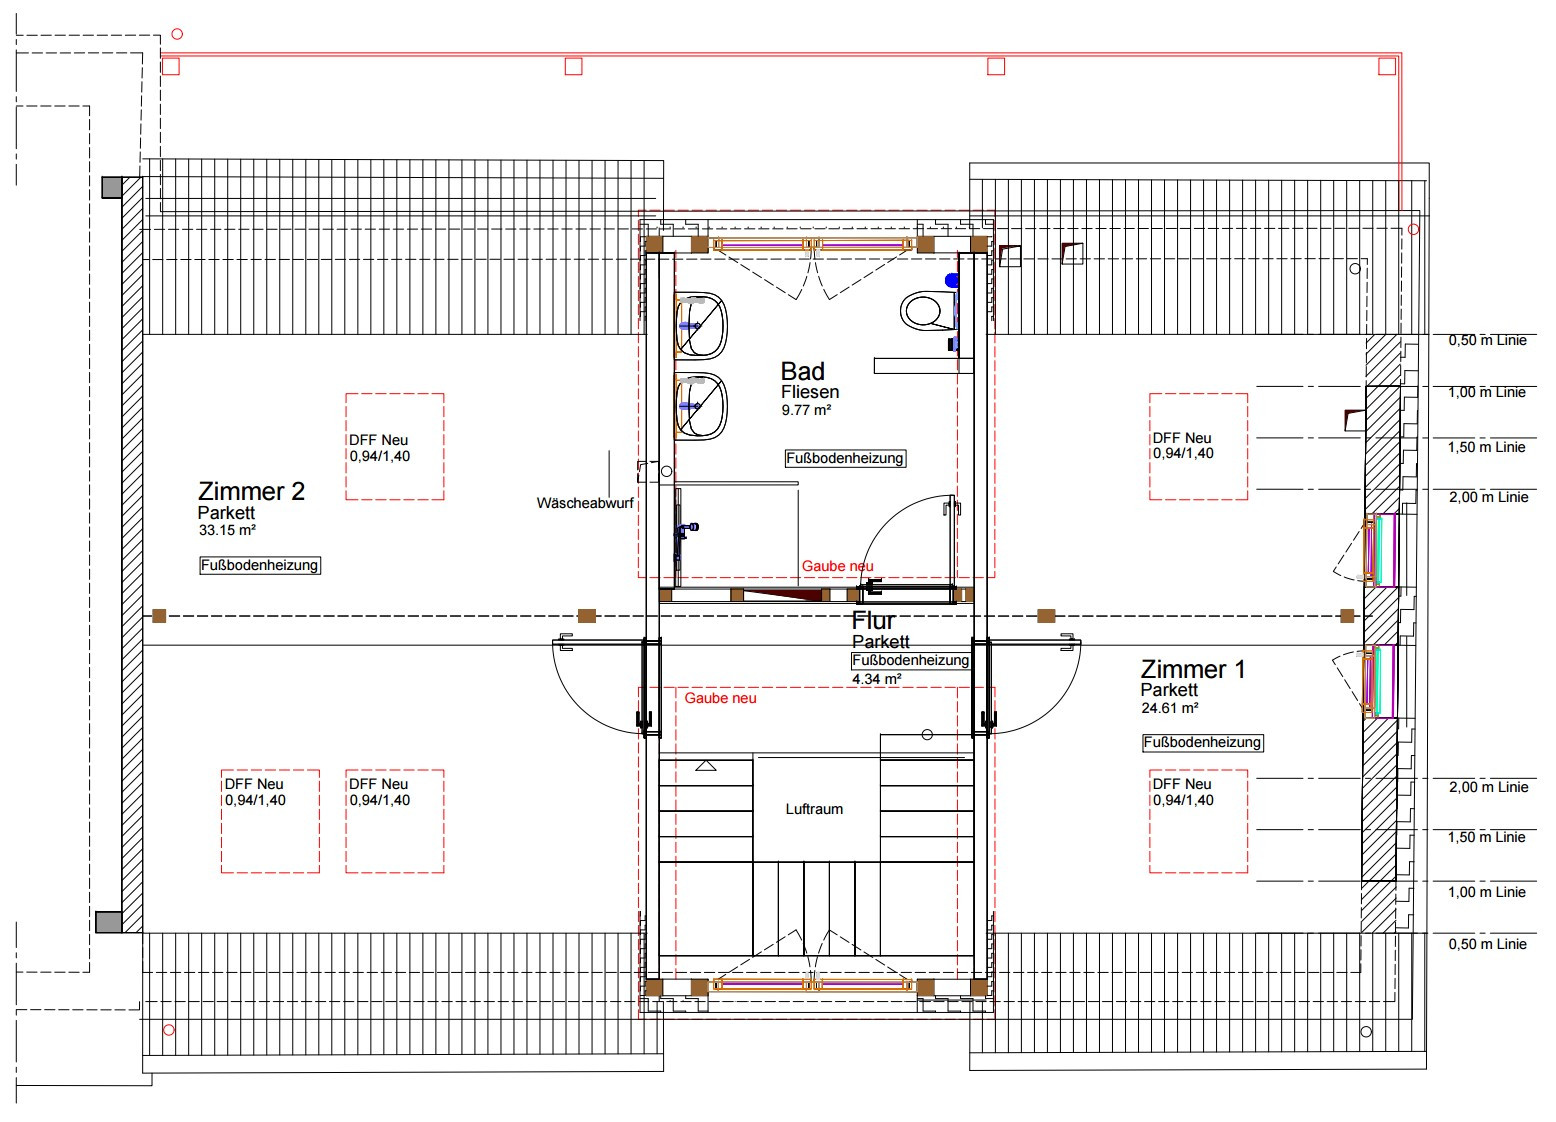 0,50 m Linie
Bad
Fliesen
9.77 m²
1,00 m Linie
DFF Neu
0,94/1,40
DFF Neu
0,94/1,40
1,50 m Linie
Fußbodenheizung
Zimmer 2
Parkett
33.15 m²
Wäscheabwurf
2,00 m Linie
Fußbodenheizung
Gaube neu
Flur
Parkett
Fußbodenheizung
4.34 m²
Gaube neu
Zimmer 1
Parkett
24.61 m²
Fußbodenheizung
DFF Neu
0,94/1,40
DFF Neu
0,94/1,40
Luftraum
DFF Neu
0,94/1,40
2,00 m Linie
1,50 m Linie
1,00 m Linie
0,50 m Linie